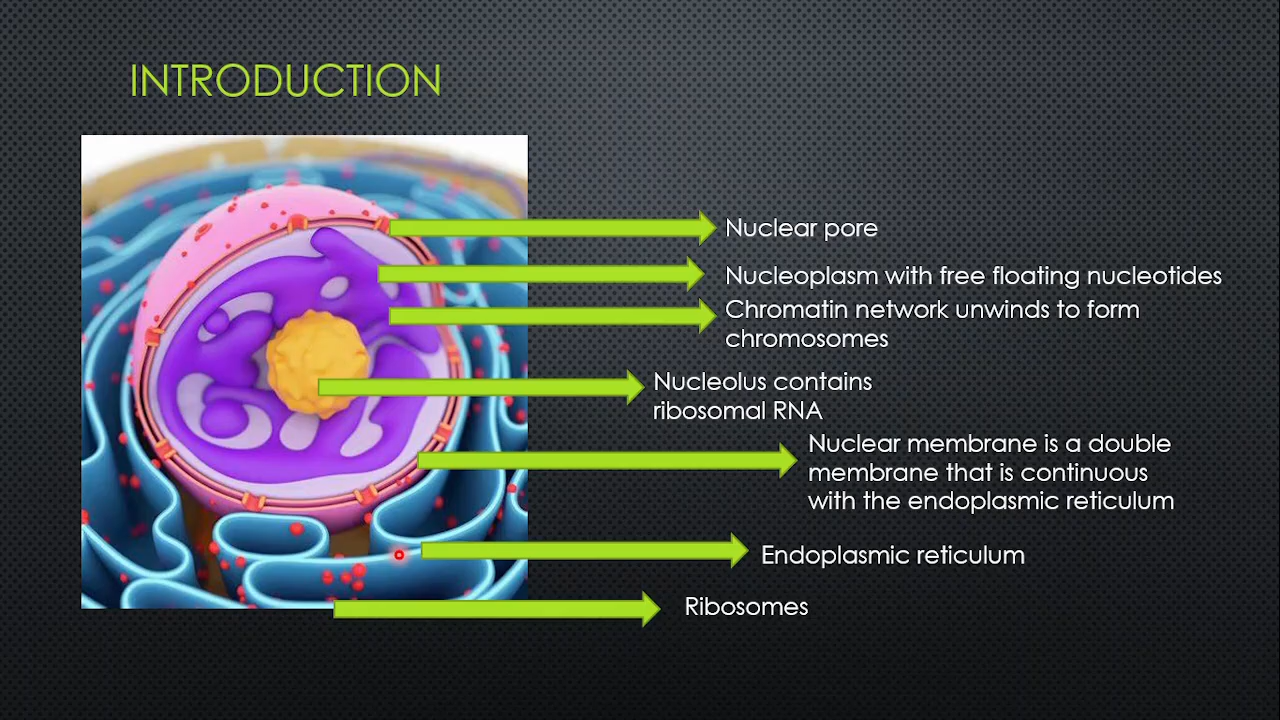 INTRODUCTION
Nuclear pore
Nucleoplasm with free floating nucleotides
Chromatin network unwinds to form
chromosomes
Nucleolus contains
ribosomal RNA
Nuclear membrane is a double
membrane that is continuous
with the endoplasmic reticulum
Endoplasmic reticulum
Ribosomes